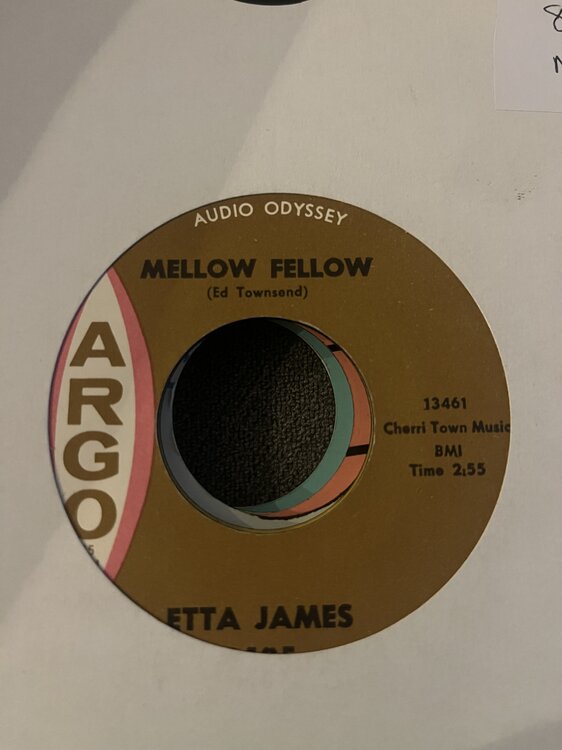 AUDIO ODYSSEY
MELLOW FELLOW
(Ed Townsend)
ARGO
13461
Cherri Town Music
BMI
Time 2:55
ETTA JAMES